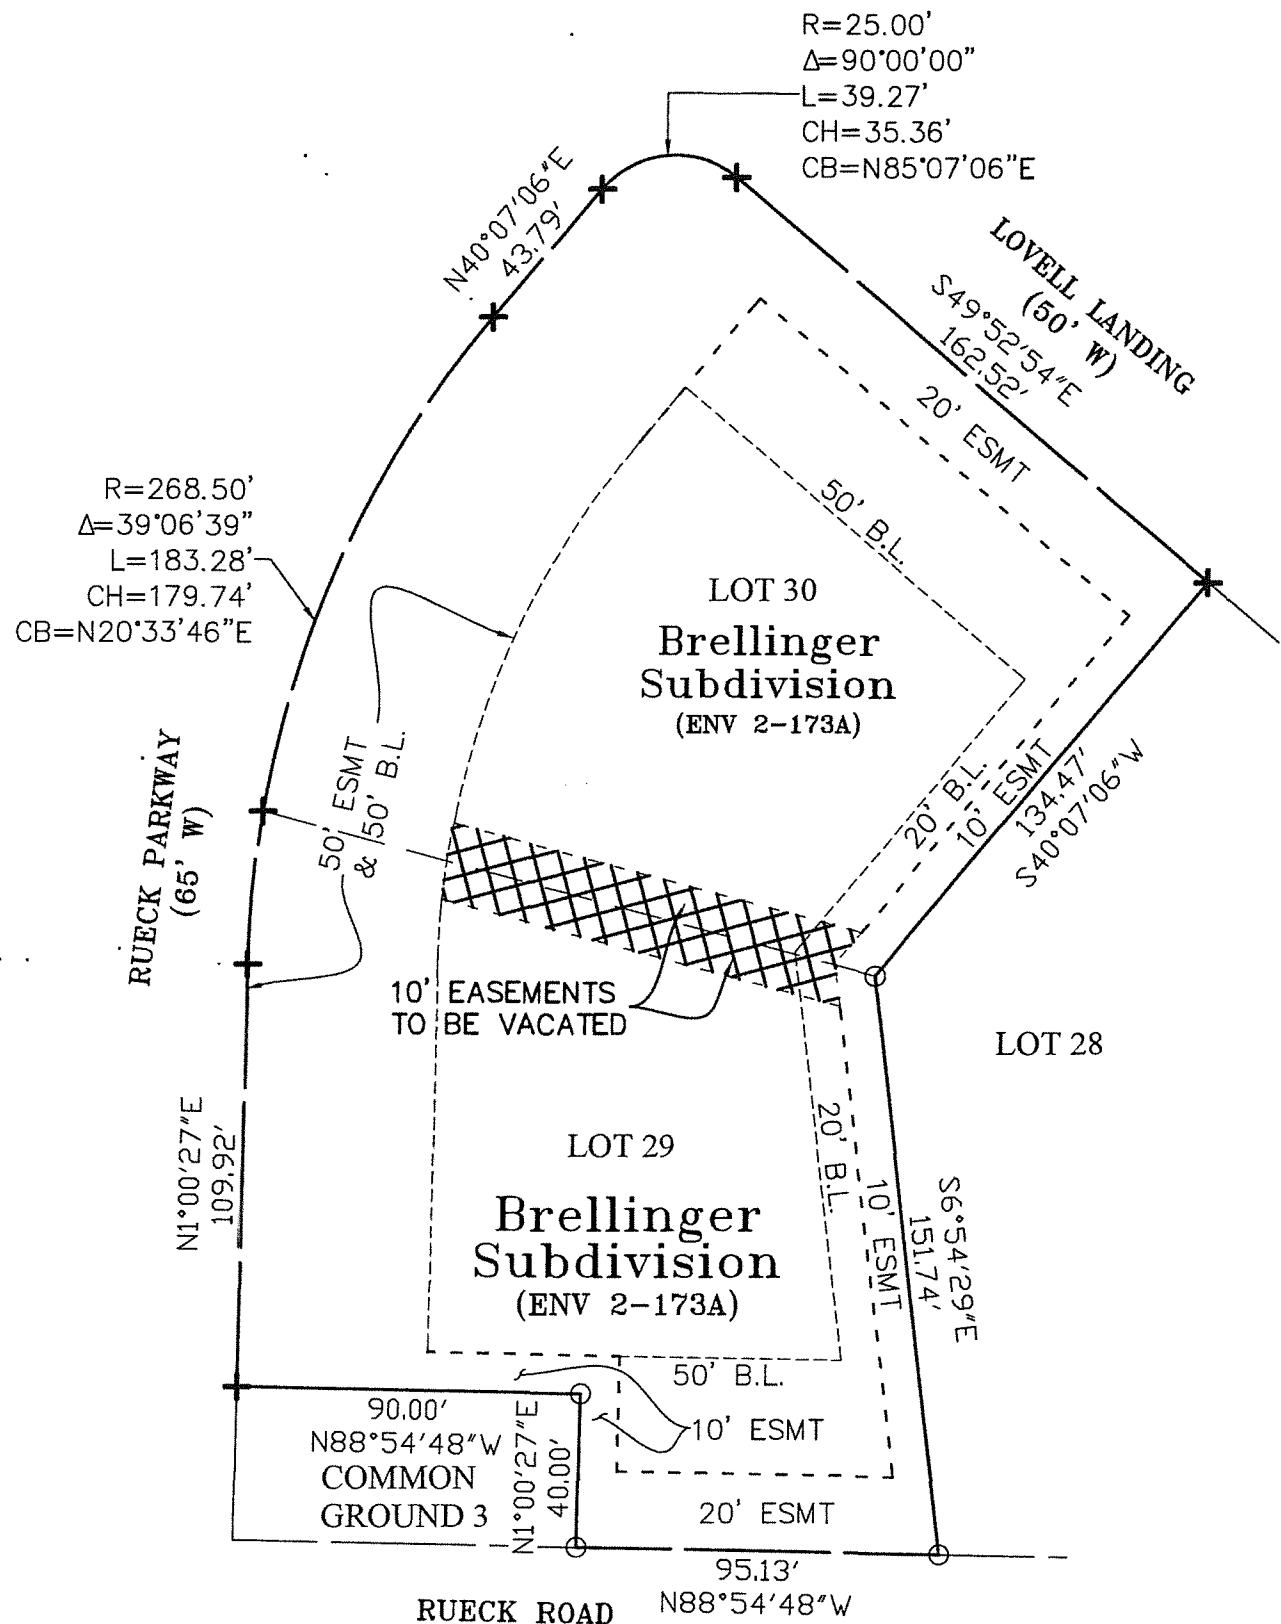 R=25.00'
Δ=90°00'00"
L=39.27'
CH=35.36'
CB=N85°07'06"E
N40°07'06"E
43.79'
LOVELL LANDING
(50' W)
S49°52'54"E
162.52'
20' ESMT
50' B.L.
R=268.50'
Δ=39°06'39"
L=183.28'
CH=179.74'
CB=N20°33'46"E
LOT 30
Brellinger
Subdivision
(ENV 2-173A)
50' ESMT
& 50' B.L.
RUECK PARKWAY
(65' W)
20' B.L.
10' ESMT
134.47'
S40°07'06"W
10' EASEMENTS
TO BE VACATED
LOT 28
N1°00'27"E
109.92'
LOT 29
Brellinger
Subdivision
(ENV 2-173A)
20' B.L.
10' ESMT
S6°54'29"E
151.74'
50' B.L.
10' ESMT
90.00'
N88°54'48"W
COMMON
GROUND 3
N1°00'27"E
40.00'
20' ESMT
95.13'
N88°54'48"W
RUECK ROAD